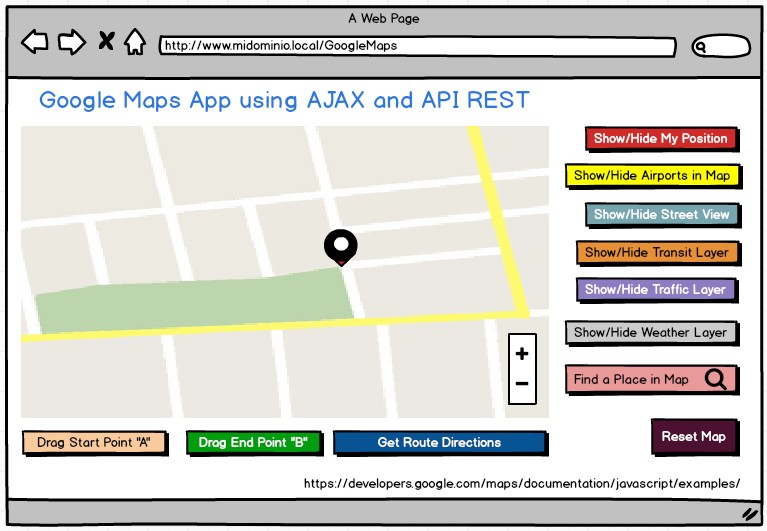 A Web Page
http://www.midominio.local/GoogleMaps
Google Maps App using AJAX and API REST
Show/Hide My Position
Show/Hide Airports in Map
Show/Hide Street View
Show/Hide Transit Layer
Show/Hide Traffic Layer
Show/Hide Weather Layer
+
−
Find a Place in Map
Drag Start Point "A"
Drag End Point "B"
Get Route Directions
Reset Map
https://developers.google.com/maps/documentation/javascript/examples/